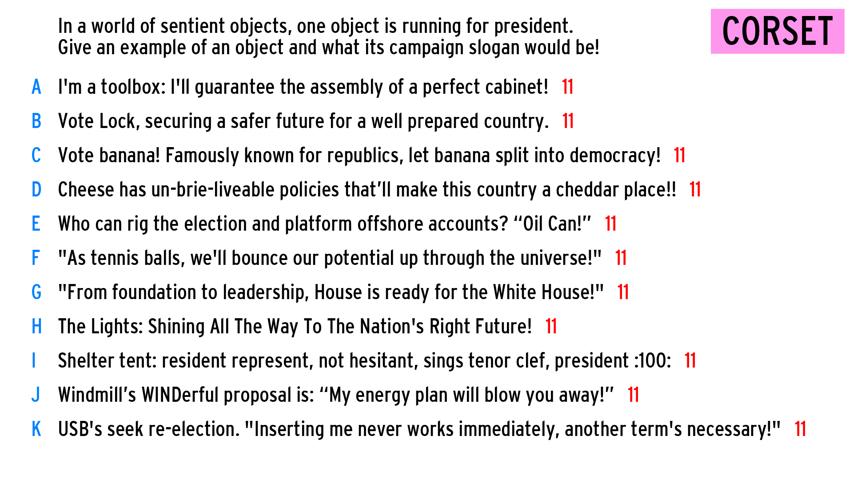 In a world of sentient objects, one object is running for president.
Give an example of an object and what its campaign slogan would be!
CORSET
A I'm a toolbox: I'll guarantee the assembly of a perfect cabinet! 11
B Vote Lock, securing a safer future for a well prepared country. 11
C Vote banana! Famously known for republics, let banana split into democracy! 11
D Cheese has un-brie-liveable policies that’ll make this country a cheddar place!! 11
E Who can rig the election and platform offshore accounts? “Oil Can!” 11
F "As tennis balls, we'll bounce our potential up through the universe!" 11
G "From foundation to leadership, House is ready for the White House!" 11
H The Lights: Shining All The Way To The Nation's Right Future! 11
I Shelter tent: resident represent, not hesitant, sings tenor clef, president :100: 11
J Windmill’s WINDerful proposal is: “My energy plan will blow you away!” 11
K USB's seek re-election. "Inserting me never works immediately, another term's necessary!" 11